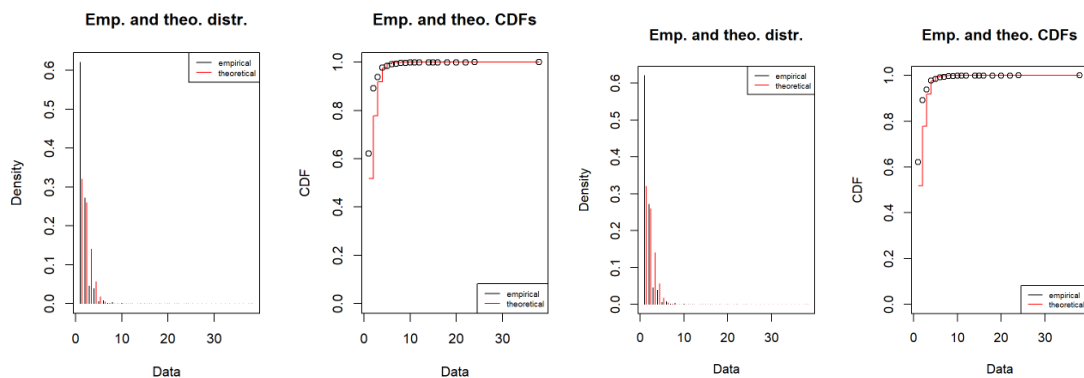 Emp. and theo. distr.
Density
0.0 0.1 0.2 0.3 0.4 0.5 0.6
0 10 20 30
Data
empirical
theoretical
Emp. and theo. CDFs
CDF
0.0 0.2 0.4 0.6 0.8 1.0
0 10 20 30
Data
empirical
theoretical
Emp. and theo. distr.
Density
0.0 0.1 0.2 0.3 0.4 0.5 0.6
0 10 20 30
Data
empirical
theoretical
Emp. and theo. CDFs
CDF
0.0 0.2 0.4 0.6 0.8 1.0
0 10 20 30
Data
empirical
theoretical